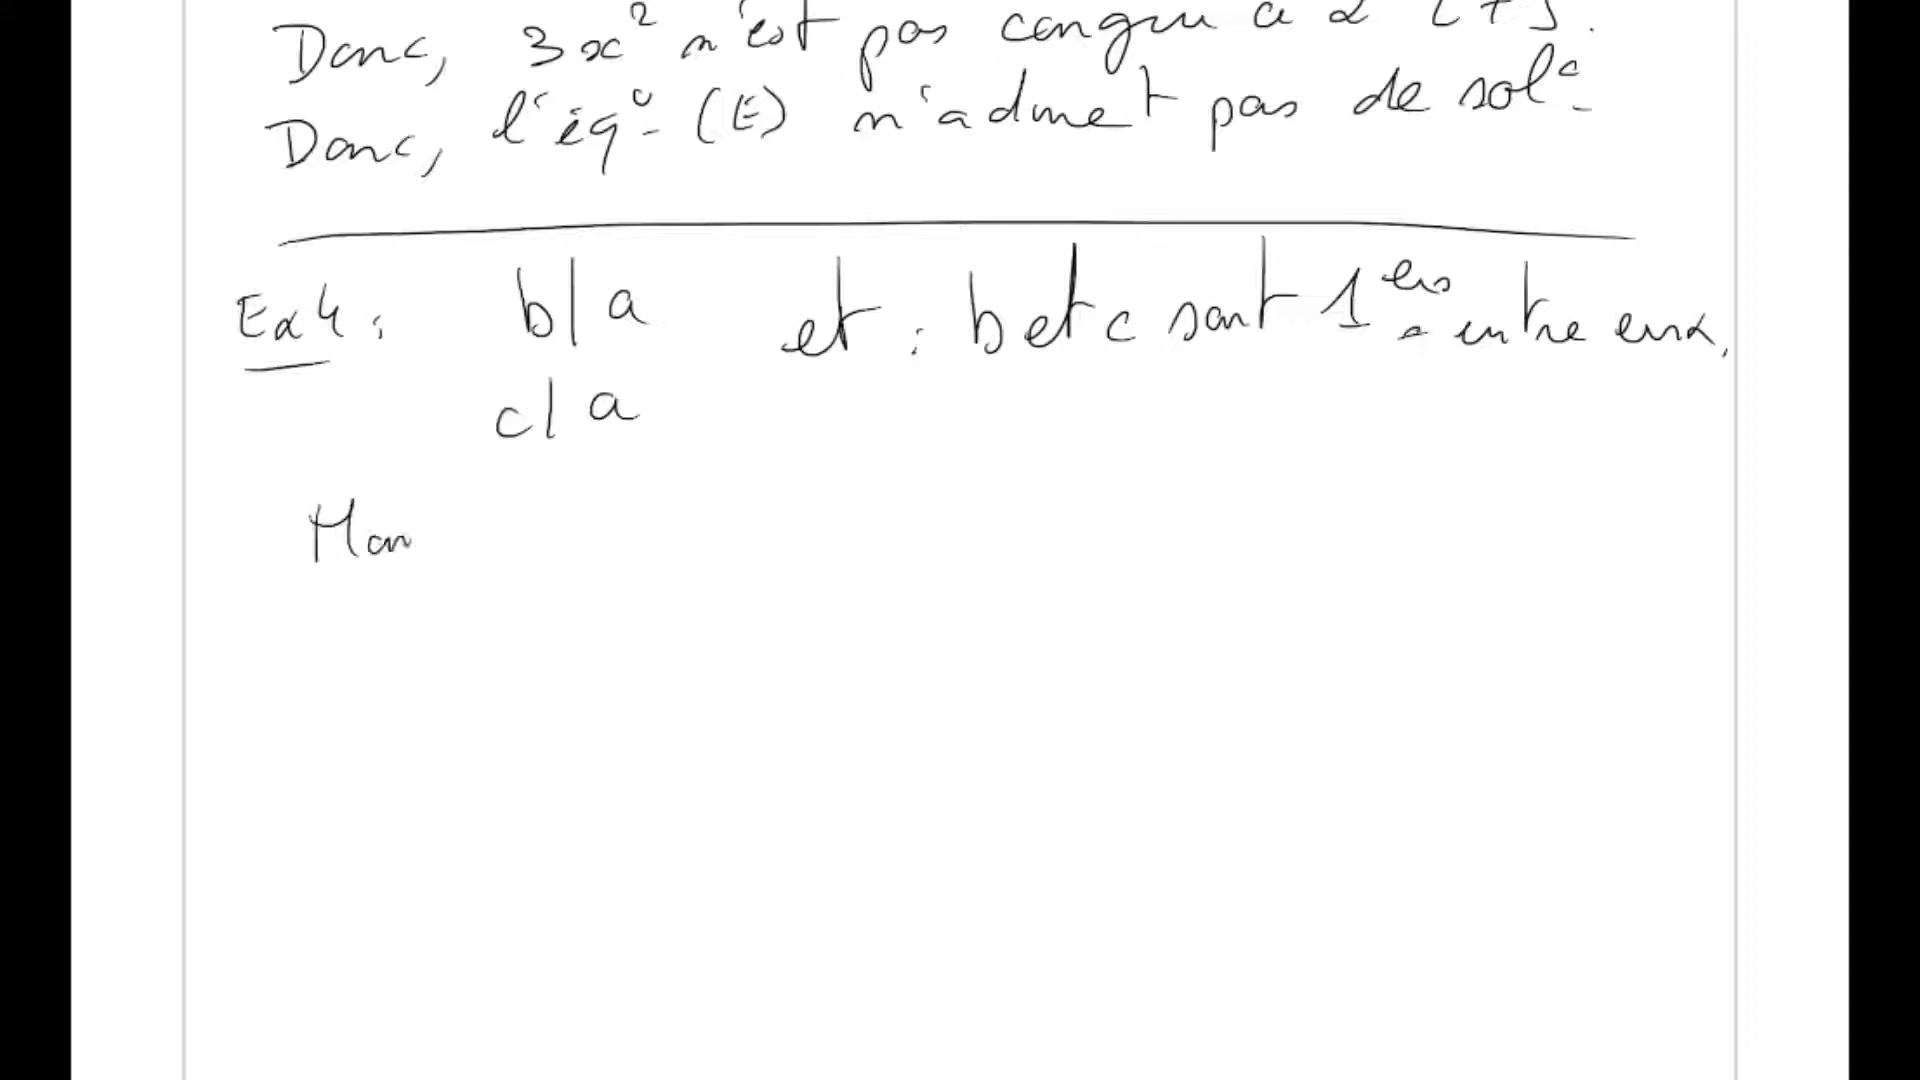 Donc, 3x² n'est pas congru à 2 [7].
Donc, l'éq° (E) n'admet pas de sol°
Ex4 : b|a et : b et c sont 1ers entre eux,
c|a
Mon